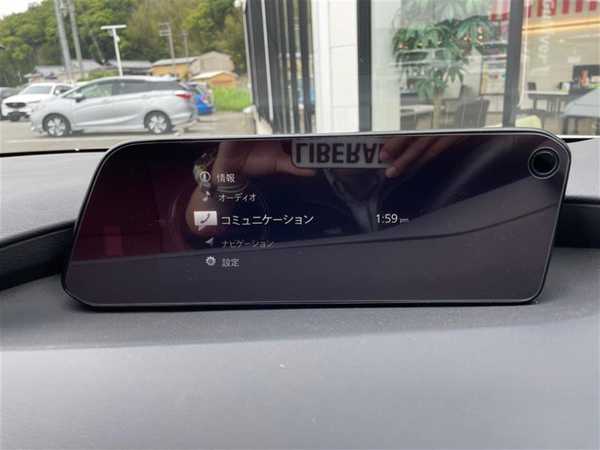 LIBERAL
情報
オーディオ
コミュニケーション 1:59 PM
ナビゲーション
設定